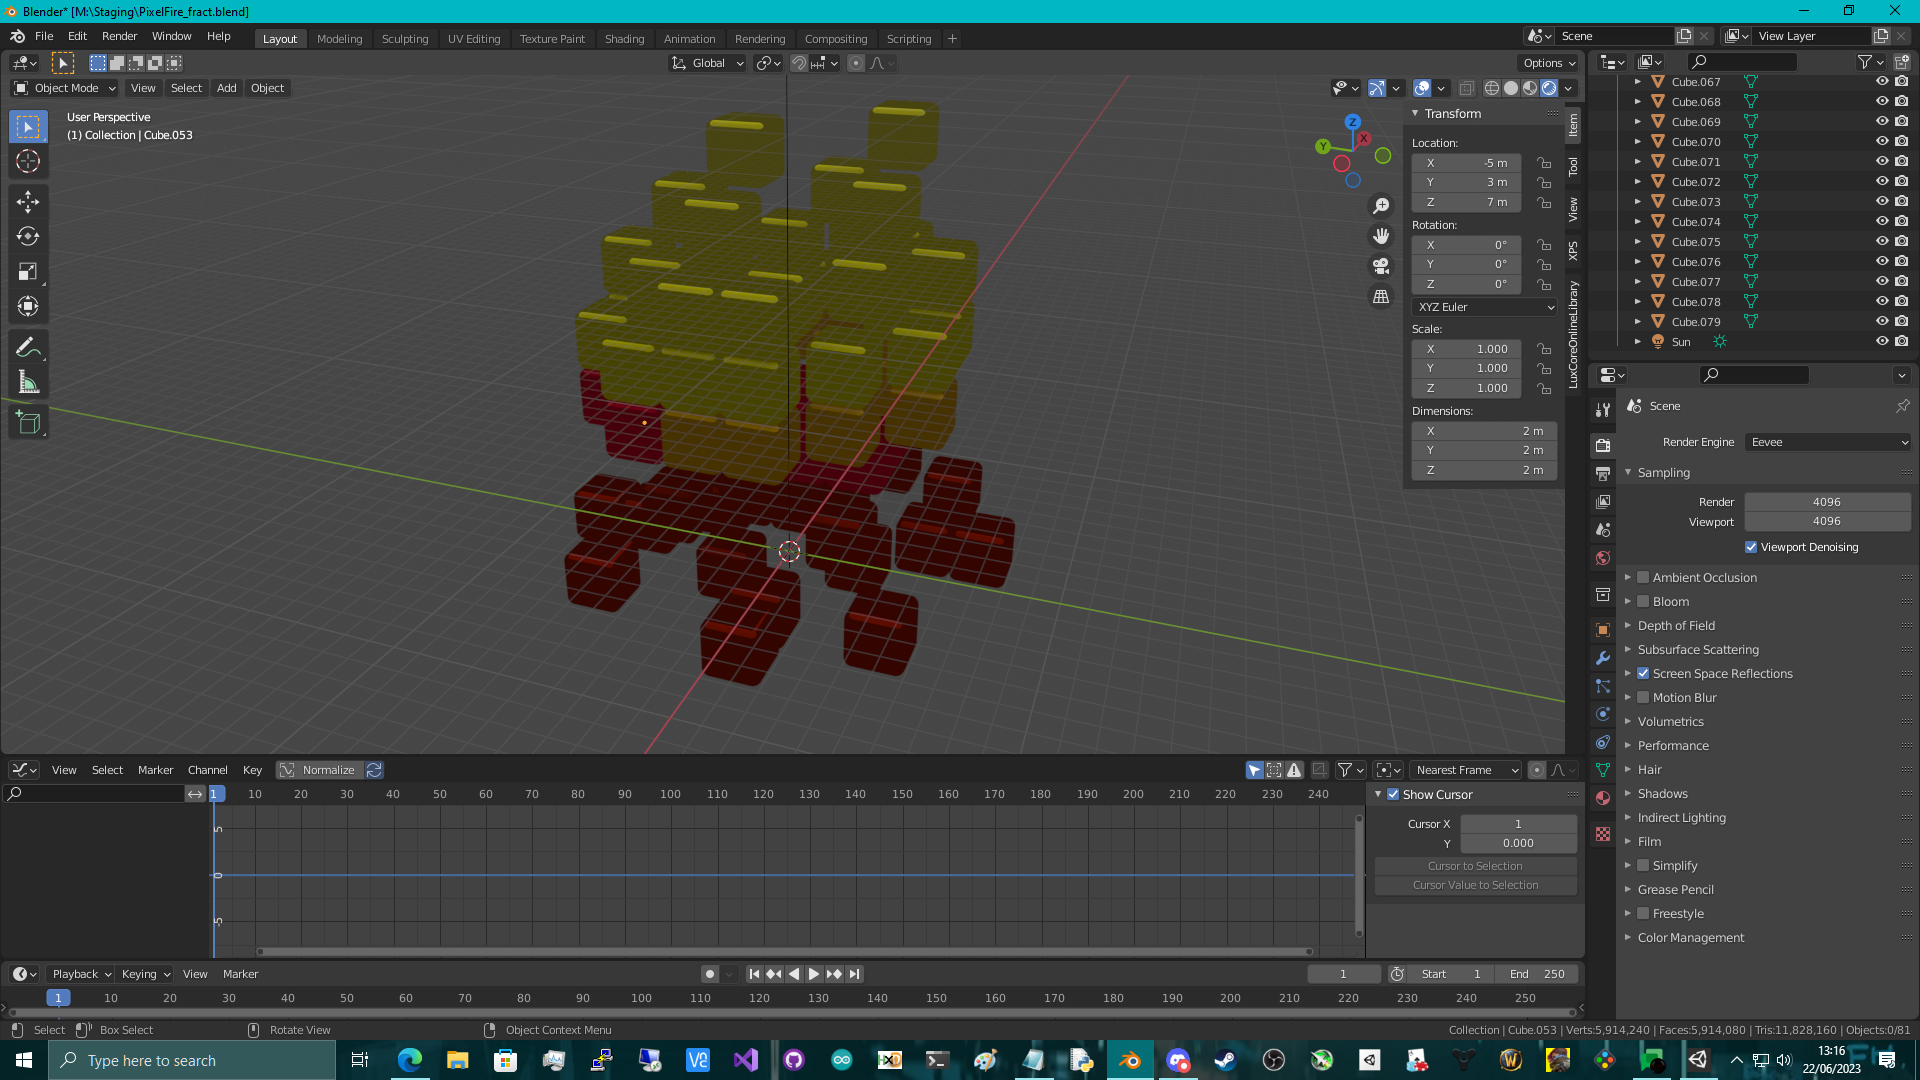 Blender* [M:\Staging\PixelFire_fract.blend]
File Edit Render Window Help
Layout Modeling Sculpting UV Editing Texture Paint Shading Animation Rendering Compositing Scripting +
Scene
View Layer
Global
Options
Object Mode View Select Add Object
User Perspective
(1) Collection | Cube.053
Z
X
Y
Transform
Location:
X -5 m
Y 3 m
Z 7 m
Rotation:
X 0°
Y 0°
Z 0°
XYZ Euler
Scale:
X 1.000
Y 1.000
Z 1.000
Dimensions:
X 2 m
Y 2 m
Z 2 m
Item
Tool
View
XPS
LuxCoreOnlineLibrary
Cube.067
Cube.068
Cube.069
Cube.070
Cube.071
Cube.072
Cube.073
Cube.074
Cube.075
Cube.076
Cube.077
Cube.078
Cube.079
Sun
Scene
Render Engine Eevee
Sampling
Render 4096
Viewport 4096
Viewport Denoising
Ambient Occlusion
Bloom
Depth of Field
Subsurface Scattering
Screen Space Reflections
Motion Blur
Volumetrics
Performance
Hair
Shadows
Indirect Lighting
Film
Simplify
Grease Pencil
Freestyle
Color Management
View Select Marker Channel Key Normalize
Nearest Frame
1 10 20 30 40 50 60 70 80 90 100 110 120 130 140 150 160 170 180 190 200 210 220 230 240
5
0
-5
Show Cursor
Cursor X 1
Y 0.000
Cursor to Selection
Cursor Value to Selection
Playback Keying View Marker
1
Start 1
End 250
1 10 20 30 40 50 60 70 80 90 100 110 120 130 140 150 160 170 180 190 200 210 220 230 240 250
Select Box Select Rotate View Object Context Menu
Collection | Cube.053 | Verts:5,914,240 | Faces:5,914,080 | Tris:11,828,160 | Objects:0/81
Type here to search
13:16
22/06/2023